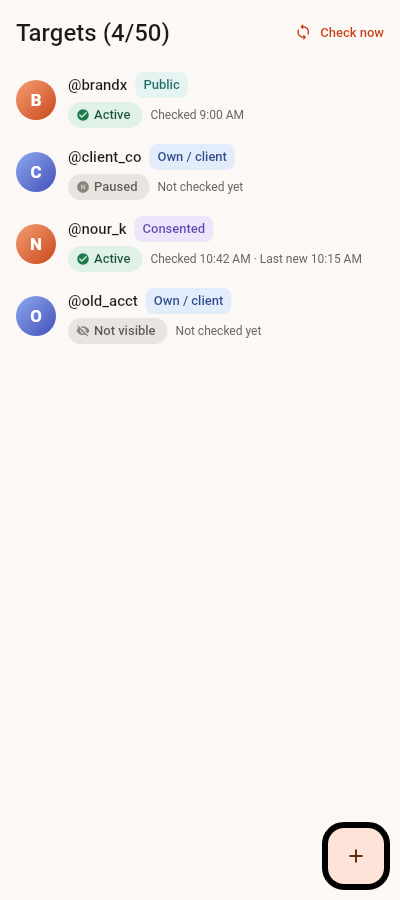 Targets (4/50)
Check now
B
@brandx
Public
Active
Checked 9:00 AM
C
@client_co
Own / client
Paused
Not checked yet
N
@nour_k
Consented
Active
Checked 10:42 AM · Last new 10:15 AM
O
@old_acct
Own / client
Not visible
Not checked yet
+